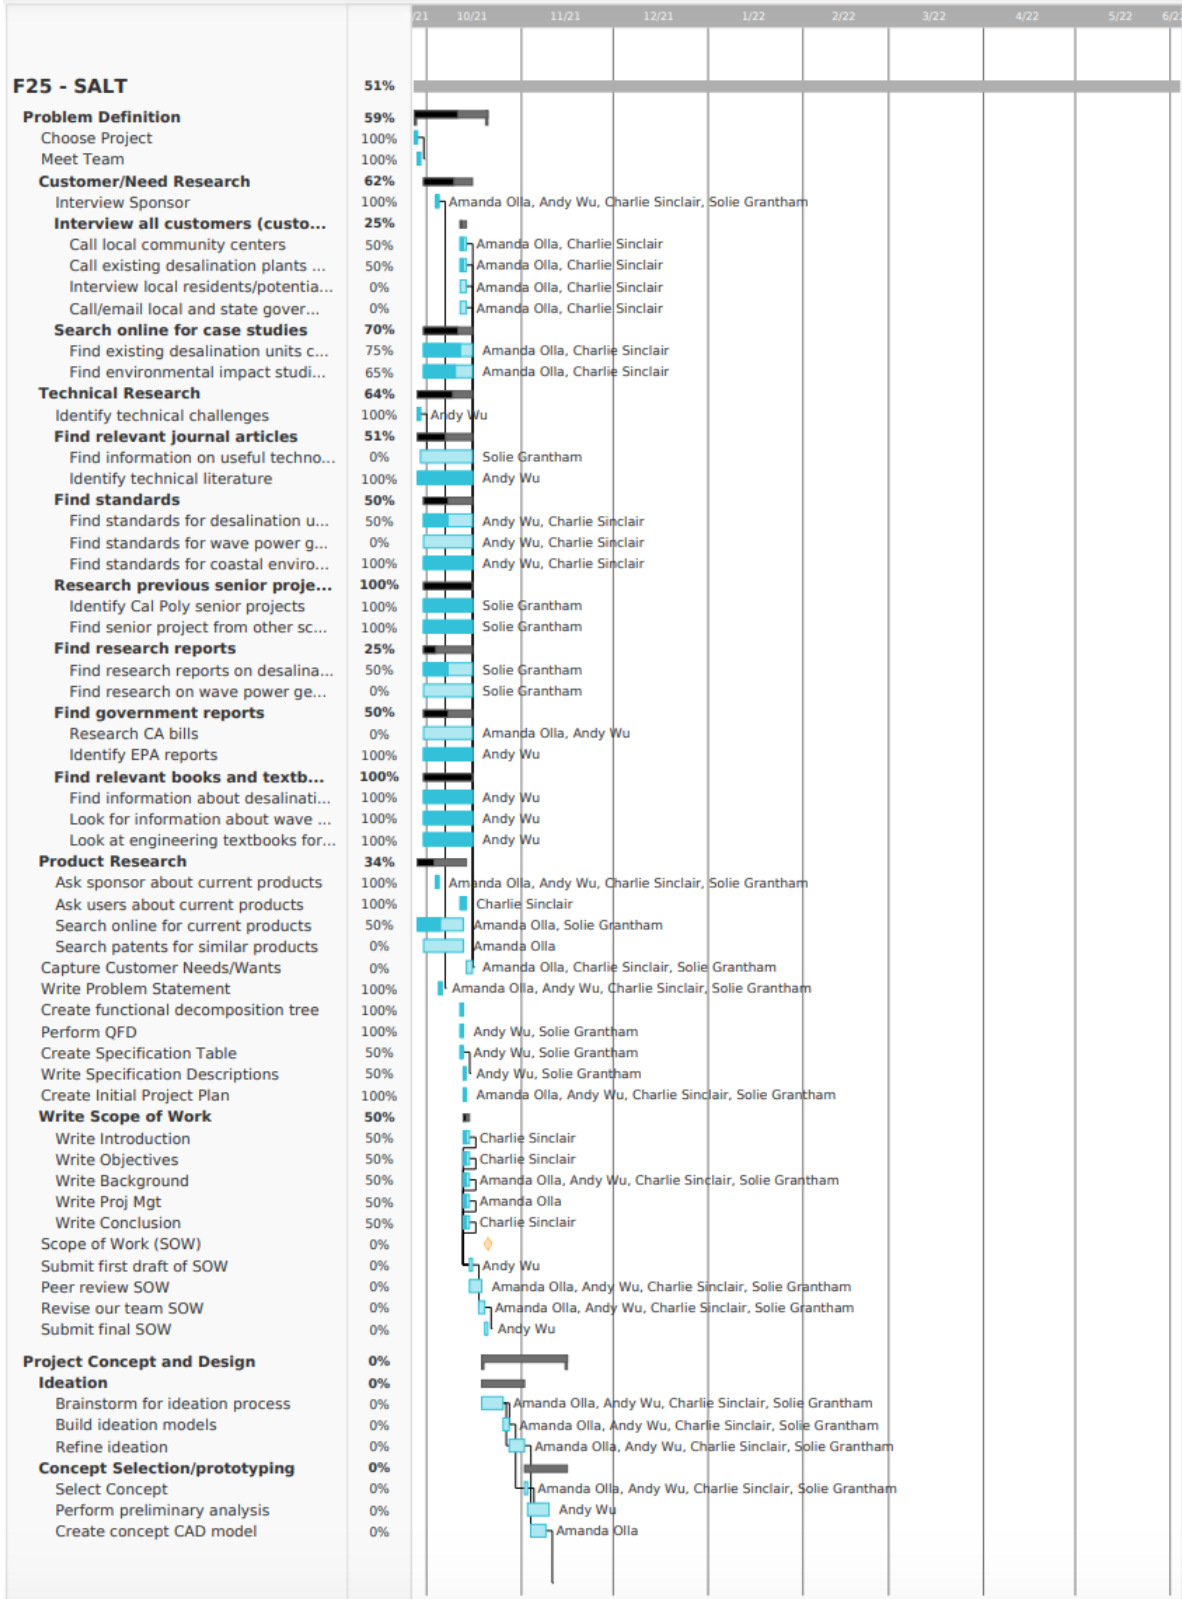 /21 10/21 11/21 12/21 1/22 2/22 3/22 4/22 5/22 6/2
F25 - SALT 51%
Problem Definition 59%
Choose Project 100%
Meet Team 100%
Customer/Need Research 62%
Interview Sponsor 100% Amanda Olla, Andy Wu, Charlie Sinclair, Solie Grantham
Interview all customers (custo... 25%
Call local community centers 50% Amanda Olla, Charlie Sinclair
Call existing desalination plants ... 50% Amanda Olla, Charlie Sinclair
Interview local residents/potentia... 0% Amanda Olla, Charlie Sinclair
Call/email local and state gover... 0% Amanda Olla, Charlie Sinclair
Search online for case studies 70%
Find existing desalination units c... 75% Amanda Olla, Charlie Sinclair
Find environmental impact studi... 65% Amanda Olla, Charlie Sinclair
Technical Research 64%
Identify technical challenges 100% Andy Wu
Find relevant journal articles 51%
Find information on useful techno... 0% Solie Grantham
Identify technical literature 100% Andy Wu
Find standards 50%
Find standards for desalination u... 50% Andy Wu, Charlie Sinclair
Find standards for wave power g... 0% Andy Wu, Charlie Sinclair
Find standards for coastal enviro... 100% Andy Wu, Charlie Sinclair
Research previous senior proje... 100%
Identify Cal Poly senior projects 100% Solie Grantham
Find senior project from other sc... 100% Solie Grantham
Find research reports 25%
Find research reports on desalina... 50% Solie Grantham
Find research on wave power ge... 0% Solie Grantham
Find government reports 50%
Research CA bills 0% Amanda Olla, Andy Wu
Identify EPA reports 100% Andy Wu
Find relevant books and textb... 100%
Find information about desalinati... 100% Andy Wu
Look for information about wave ... 100% Andy Wu
Look at engineering textbooks for... 100% Andy Wu
Product Research 34%
Ask sponsor about current products 100% Amanda Olla, Andy Wu, Charlie Sinclair, Solie Grantham
Ask users about current products 100% Charlie Sinclair
Search online for current products 50% Amanda Olla, Solie Grantham
Search patents for similar products 0% Amanda Olla
Capture Customer Needs/Wants 0% Amanda Olla, Charlie Sinclair, Solie Grantham
Write Problem Statement 100% Amanda Olla, Andy Wu, Charlie Sinclair, Solie Grantham
Create functional decomposition tree 100%
Perform QFD 100% Andy Wu, Solie Grantham
Create Specification Table 50% Andy Wu, Solie Grantham
Write Specification Descriptions 50% Andy Wu, Solie Grantham
Create Initial Project Plan 100% Amanda Olla, Andy Wu, Charlie Sinclair, Solie Grantham
Write Scope of Work 50%
Write Introduction 50% Charlie Sinclair
Write Objectives 50% Charlie Sinclair
Write Background 50% Amanda Olla, Andy Wu, Charlie Sinclair, Solie Grantham
Write Proj Mgt 50% Amanda Olla
Write Conclusion 50% Charlie Sinclair
Scope of Work (SOW) 0%
Submit first draft of SOW 0% Andy Wu
Peer review SOW 0% Amanda Olla, Andy Wu, Charlie Sinclair, Solie Grantham
Revise our team SOW 0% Amanda Olla, Andy Wu, Charlie Sinclair, Solie Grantham
Submit final SOW 0% Andy Wu
Project Concept and Design 0%
Ideation 0%
Brainstorm for ideation process 0% Amanda Olla, Andy Wu, Charlie Sinclair, Solie Grantham
Build ideation models 0% Amanda Olla, Andy Wu, Charlie Sinclair, Solie Grantham
Refine ideation 0% Amanda Olla, Andy Wu, Charlie Sinclair, Solie Grantham
Concept Selection/prototyping 0%
Select Concept 0% Amanda Olla, Andy Wu, Charlie Sinclair, Solie Grantham
Perform preliminary analysis 0% Andy Wu
Create concept CAD model 0% Amanda Olla